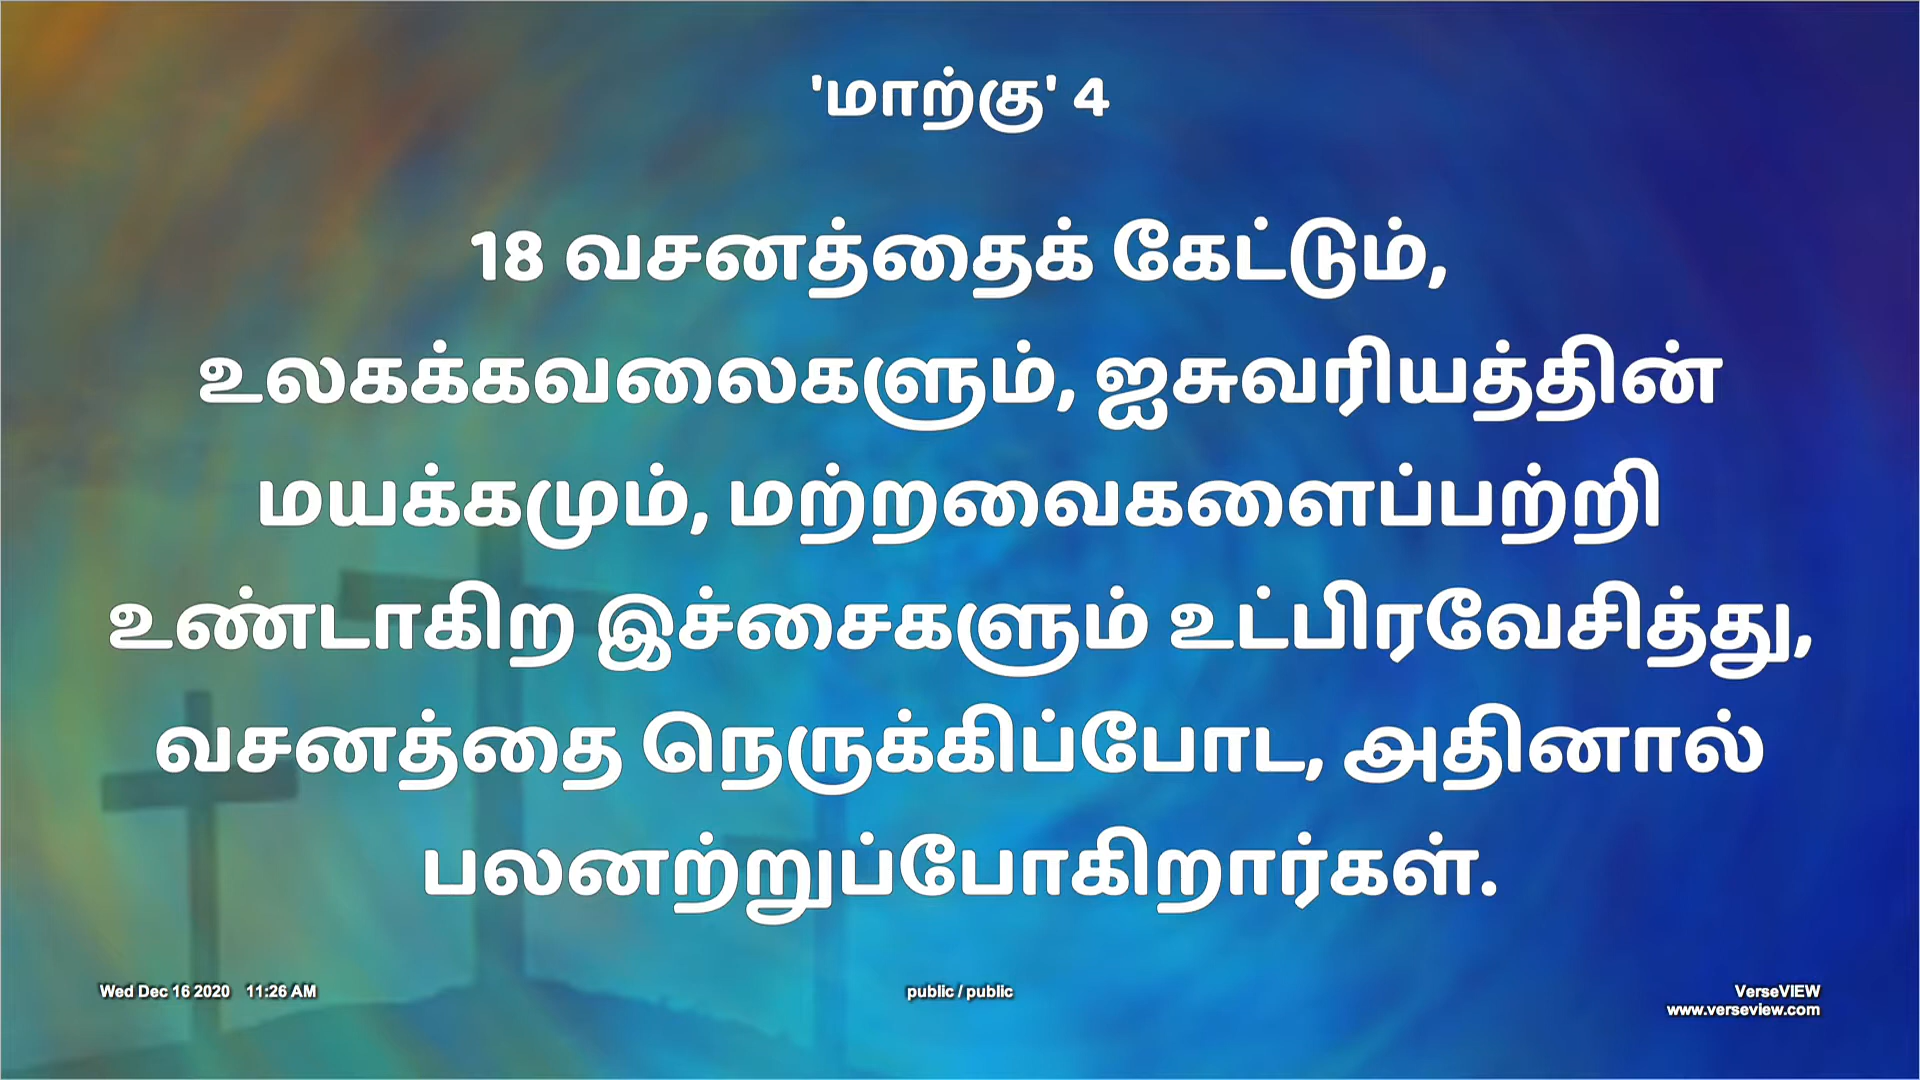 'மாற்கு' 4
18 வசனத்தைக் கேட்டும்,
உலகக்கவலைகளும், ஐசுவரியத்தின்
மயக்கமும், மற்றவைகளைப்பற்றி
உண்டாகிற இச்சைகளும் உட்பிரவேசித்து,
வசனத்தை நெருக்கிப்போட, அதினால்
பலனற்றுப்போகிறார்கள்.
Wed Dec 16 2020 11:26 AM
public / public
VerseVIEW
www.verseview.com